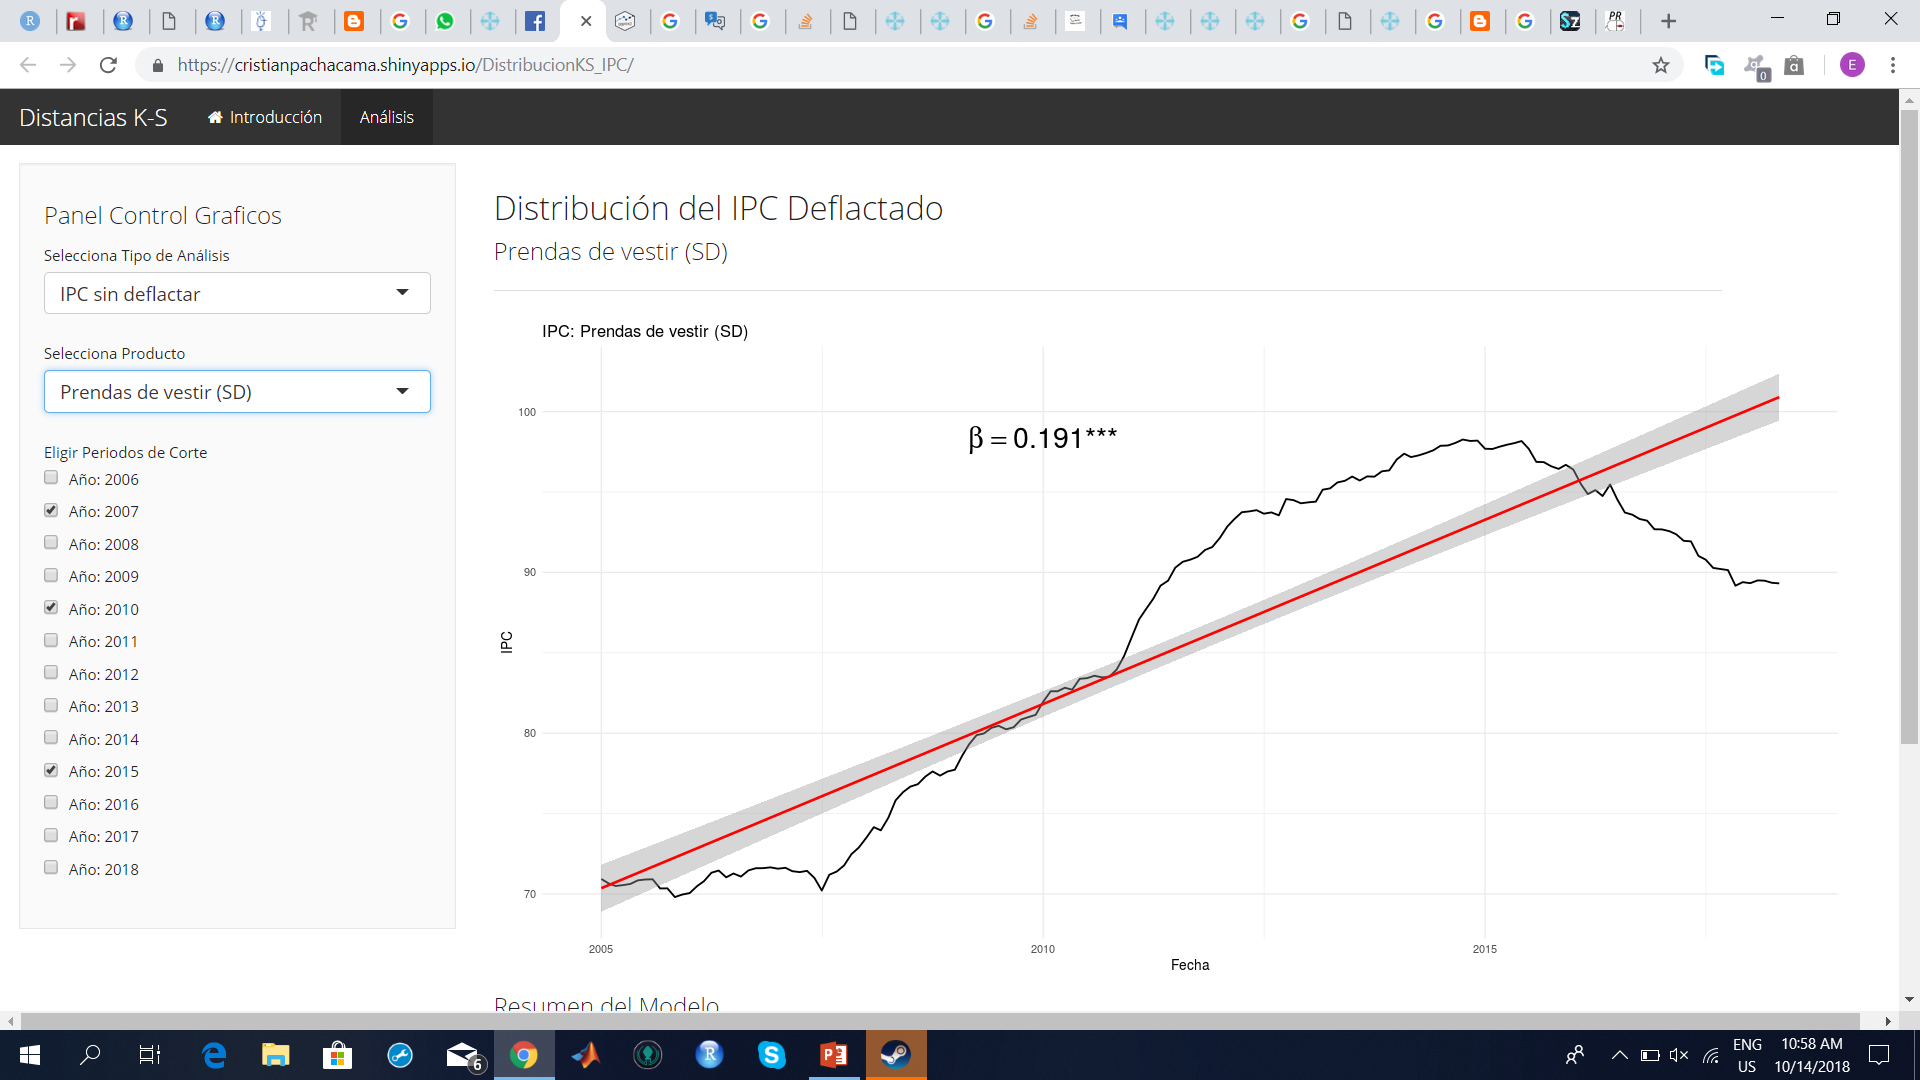 https://cristianpachacama.shinyapps.io/DistribucionKS_IPC/
0
E
Distancias K-S
Introducción
Análisis
Panel Control Graficos
Selecciona Tipo de Análisis
IPC sin deflactar
Selecciona Producto
Prendas de vestir (SD)
Eligir Periodos de Corte
Año: 2006
Año: 2007
Año: 2008
Año: 2009
Año: 2010
Año: 2011
Año: 2012
Año: 2013
Año: 2014
Año: 2015
Año: 2016
Año: 2017
Año: 2018
Distribución del IPC Deflactado
Prendas de vestir (SD)
IPC: Prendas de vestir (SD)
β = 0.191***
100
90
80
70
IPC
2005
2010
2015
Fecha
Resumen del Modelo
6
ENG
US
10:58 AM
10/14/2018